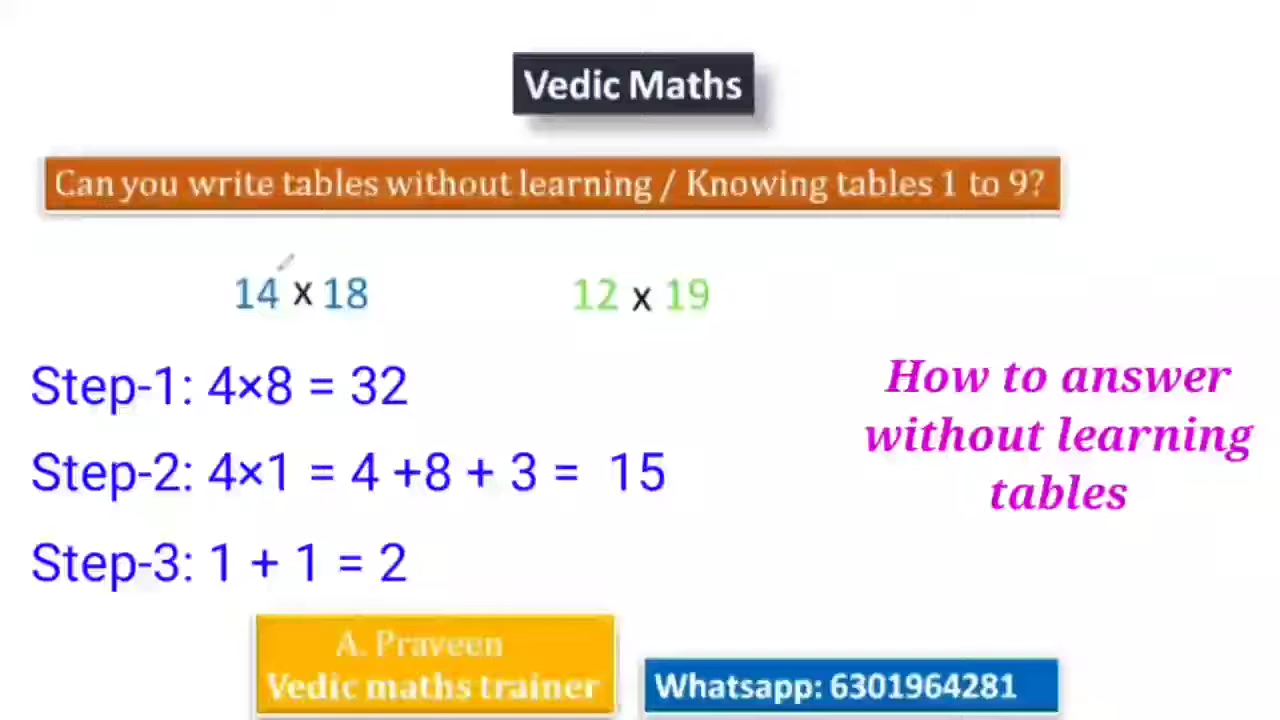 Vedic Maths
Can you write tables without learning / Knowing tables 1 to 9?
14 x 18
12 x 19
Step-1: 4×8 = 32
Step-2: 4×1 = 4 +8 + 3 = 15
Step-3: 1 + 1 = 2
How to answer
without learning
tables
A. Praveen
Vedic maths trainer
Whatsapp: 6301964281